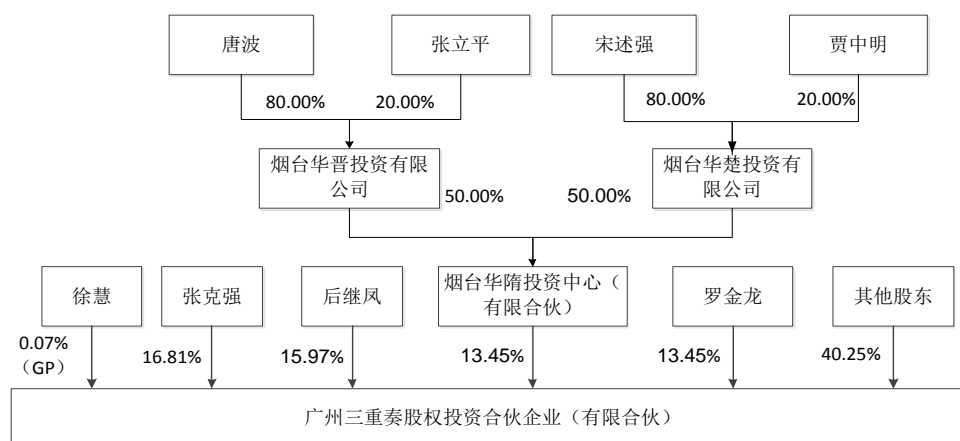 唐波
张立平
宋述强
贾中明
80.00%
20.00%
80.00%
20.00%
烟台华晋投资有限
公司
烟台华楚投资有
限公司
50.00%
50.00%
徐慧
张克强
后继凤
烟台华隋投资中心（
有限合伙）
罗金龙
其他股东
0.07%
（GP）
16.81%
15.97%
13.45%
13.45%
40.25%
广州三重奏股权投资合伙企业（有限合伙）